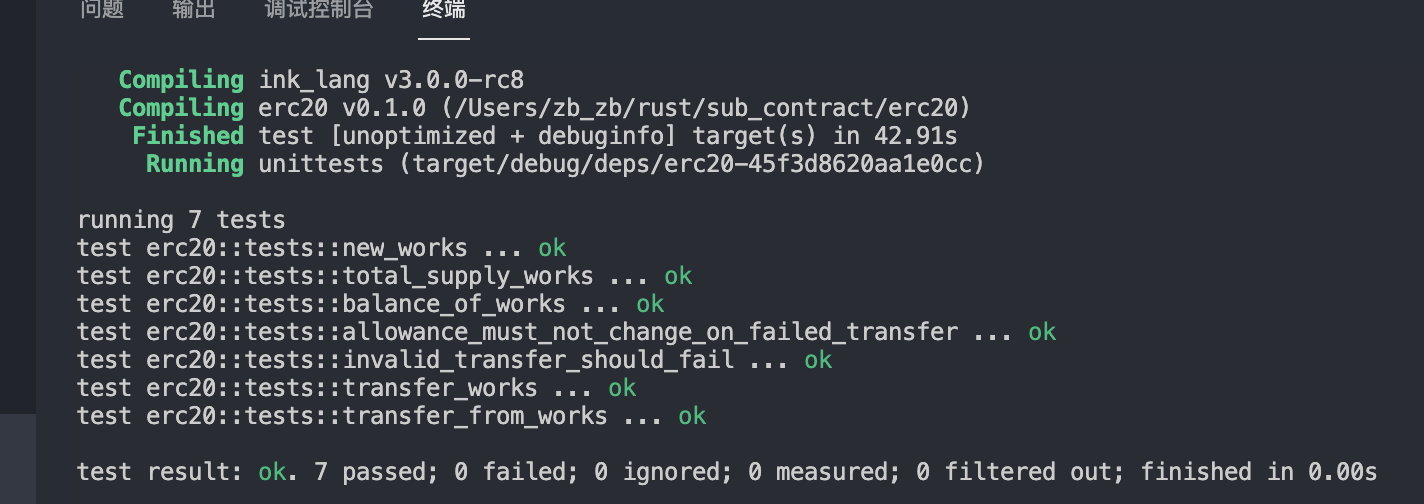 问题 输出 调试控制台 终端
Compiling ink_lang v3.0.0-rc8
Compiling erc20 v0.1.0 (/Users/zb_zb/rust/sub_contract/erc20)
Finished test [unoptimized + debuginfo] target(s) in 42.91s
Running unittests (target/debug/deps/erc20-45f3d8620aa1e0cc)
running 7 tests
test erc20::tests::new_works ... ok
test erc20::tests::total_supply_works ... ok
test erc20::tests::balance_of_works ... ok
test erc20::tests::allowance_must_not_change_on_failed_transfer ... ok
test erc20::tests::invalid_transfer_should_fail ... ok
test erc20::tests::transfer_works ... ok
test erc20::tests::transfer_from_works ... ok
test result: ok. 7 passed; 0 failed; 0 ignored; 0 measured; 0 filtered out; finished in 0.00s